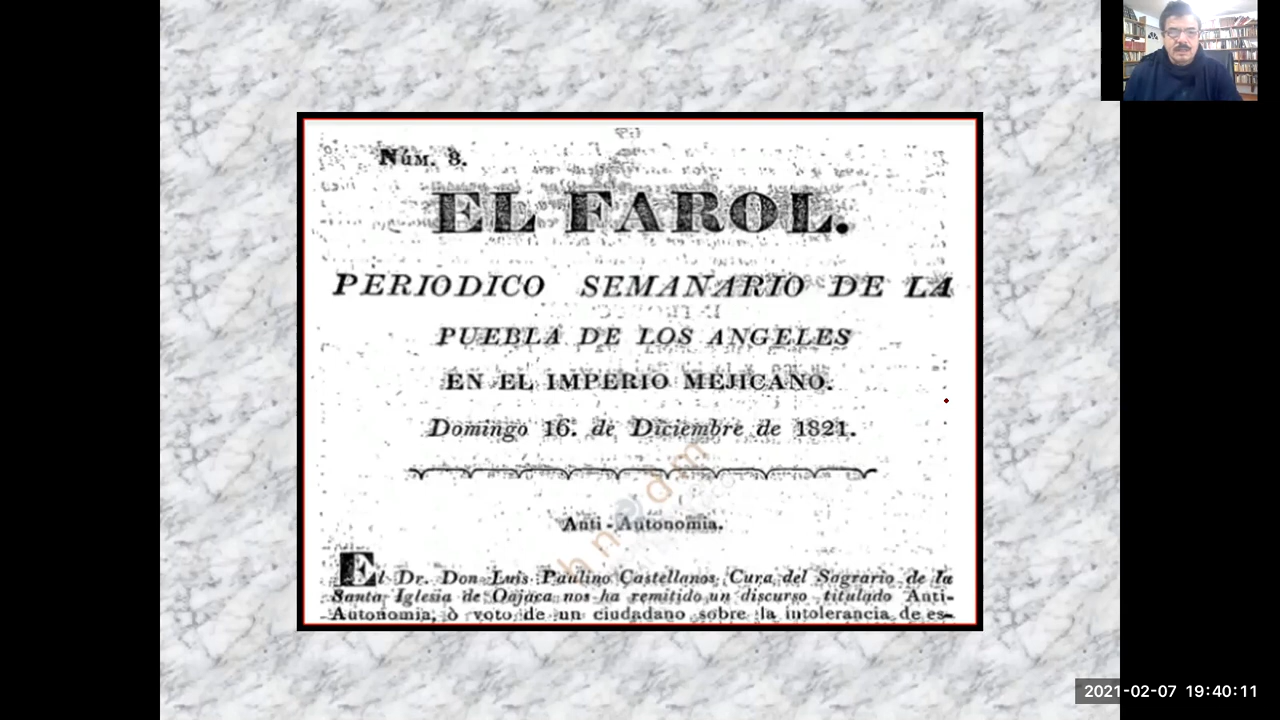 Núm. 8.
EL FAROL.
PERIODICO SEMANARIO DE LA
PUEBLA DE LOS ANGELES
EN EL IMPERIO MEJICANO.
Domingo 16. de Diciembre de 1821.
Anti-Autonomia.
El Dr. Don Luis Paulino Castellanos, Cura del Sagrario de la
Santa Iglesia de Oajaca nos ha remitido un discurso titulado Anti-
Autonomia, ò voto de un ciudadano sobre la intolerancia de es-
hndm
2021-02-07 19:40:11